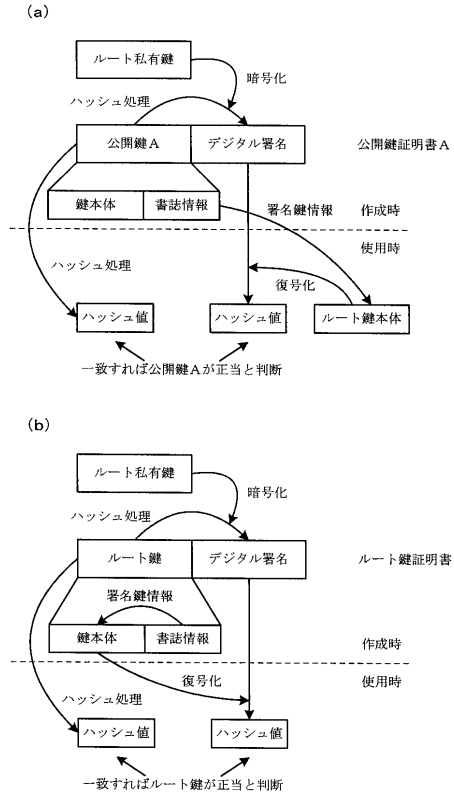 (a)
ルート私有鍵
暗号化
ハッシュ処理
公開鍵A
デジタル署名
公開鍵証明書A
鍵本体
書誌情報
署名鍵情報
作成時
使用時
ハッシュ処理
復号化
ハッシュ値
ハッシュ値
ルート鍵本体
一致すれば公開鍵Aが正当と判断
(b)
ルート私有鍵
暗号化
ハッシュ処理
ルート鍵
デジタル署名
ルート鍵証明書
署名鍵情報
鍵本体
書誌情報
作成時
復号化
使用時
ハッシュ処理
ハッシュ値
ハッシュ値
一致すればルート鍵が正当と判断